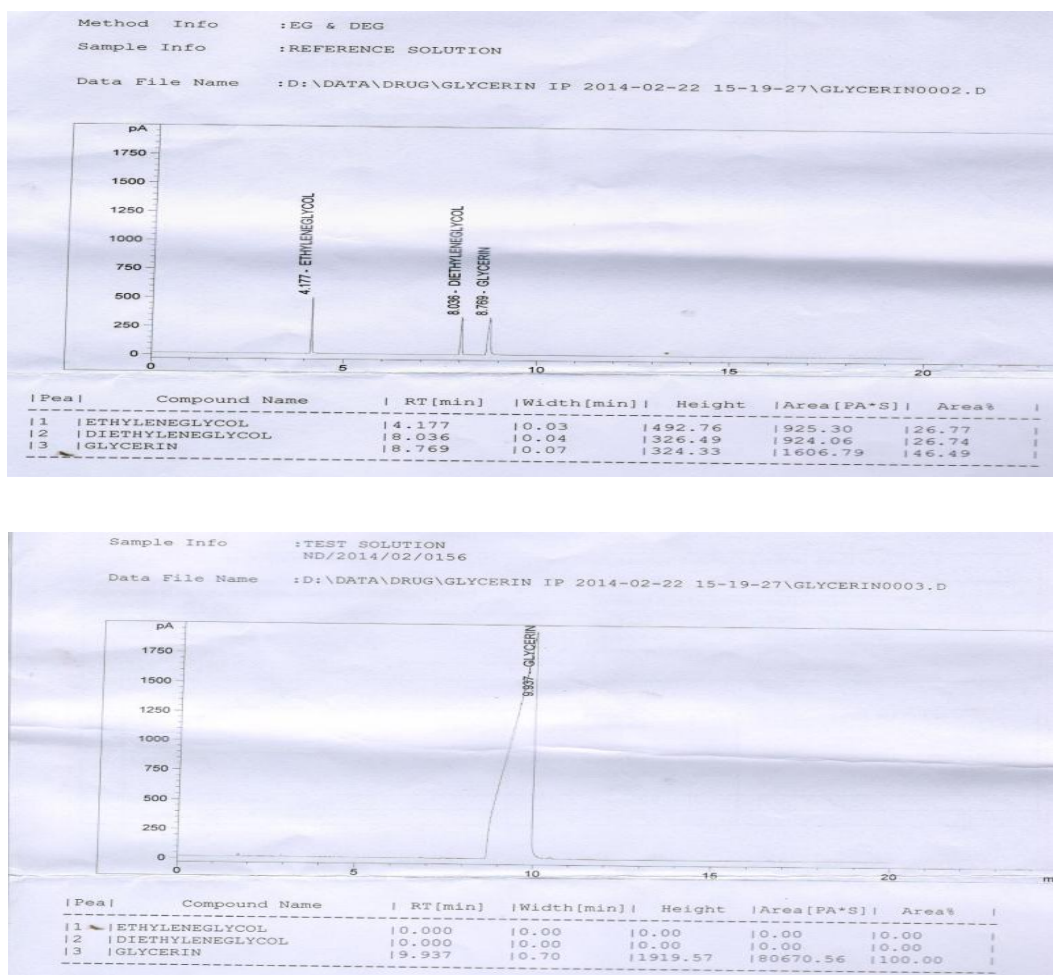 Method Info :EG & DEG
Sample Info :REFERENCE SOLUTION
Data File Name :D:\DATA\DRUG\GLYCERIN IP 2014-02-22 15-19-27\GLYCERIN0002.D
pA
1750
1500
1250
1000
750
500
250
0
4.177 - ETHYLENEGLYCOL
8.036 - DIETHYLENEGLYCOL
8.769 - GLYCERIN
0 5 10 15 20
|Pea| Compound Name | RT[min] |Width[min]| Height |Area[PA*S]| Area% |
|1 |ETHYLENEGLYCOL |4.177 |0.03 |492.76 |925.30 |26.77 |
|2 |DIETHYLENEGLYCOL |8.036 |0.04 |326.49 |924.06 |26.74 |
|3 |GLYCERIN |8.769 |0.07 |324.33 |1606.79 |46.49 |
Sample Info :TEST SOLUTION
ND/2014/02/0156
Data File Name :D:\DATA\DRUG\GLYCERIN IP 2014-02-22 15-19-27\GLYCERIN0003.D
pA
1750
1500
1250
1000
750
500
250
0
9.937 - GLYCERIN
0 5 10 15 20 m
|Pea| Compound Name | RT[min] |Width[min]| Height |Area[PA*S]| Area% |
|1 |ETHYLENEGLYCOL |0.000 |0.00 |0.00 |0.00 |0.00 |
|2 |DIETHYLENEGLYCOL |0.000 |0.00 |0.00 |0.00 |0.00 |
|3 |GLYCERIN |9.937 |0.70 |1919.57 |80670.56 |100.00 |